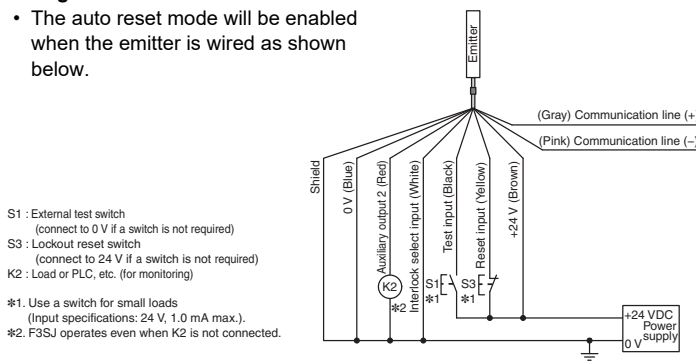 • The auto reset mode will be enabled
when the emitter is wired as shown
below.
Emitter
(Gray) Communication line (+)
(Pink) Communication line (−)
Shield
0 V (Blue)
Auxiliary output 2 (Red)
Interlock select input (White)
Test input (Black)
Reset input (Yellow)
+24 V (Brown)
S1 : External test switch
(connect to 0 V if a switch is not required)
S3 : Lockout reset switch
(connect to 24 V if a switch is not required)
K2 : Load or PLC, etc. (for monitoring)
*1. Use a switch for small loads
(Input specifications: 24 V, 1.0 mA max.).
*2. F3SJ operates even when K2 is not connected.
K2
*2
S1
*1
S3
*1
+24 VDC
Power
supply
0 V